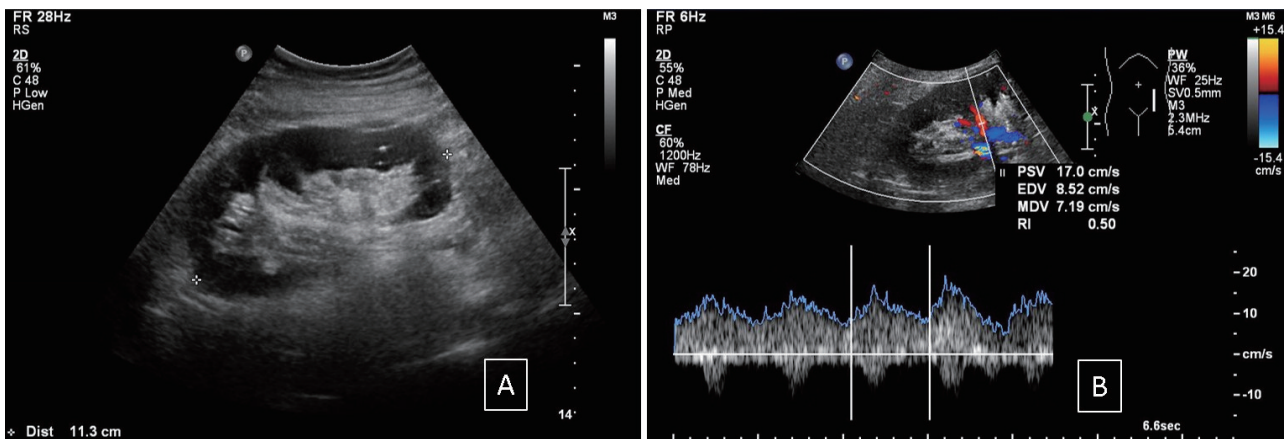 FR 28Hz
RS
2D
61%
C 48
P Low
HGen
P
M3
X
14
A
Dist 11.3 cm
FR 6Hz
RP
2D
55%
C 48
P Med
HGen
CF
60%
1200Hz
WF 78Hz
Med
P
X
M3 M6
+15.4
-15.4
cm/s
PW
36%
WF 25Hz
SV0.5mm
M3
2.3MHz
5.4cm
PSV 17.0 cm/s
EDV 8.52 cm/s
MDV 7.19 cm/s
RI 0.50
20
10
cm/s
-10
B
6.6sec